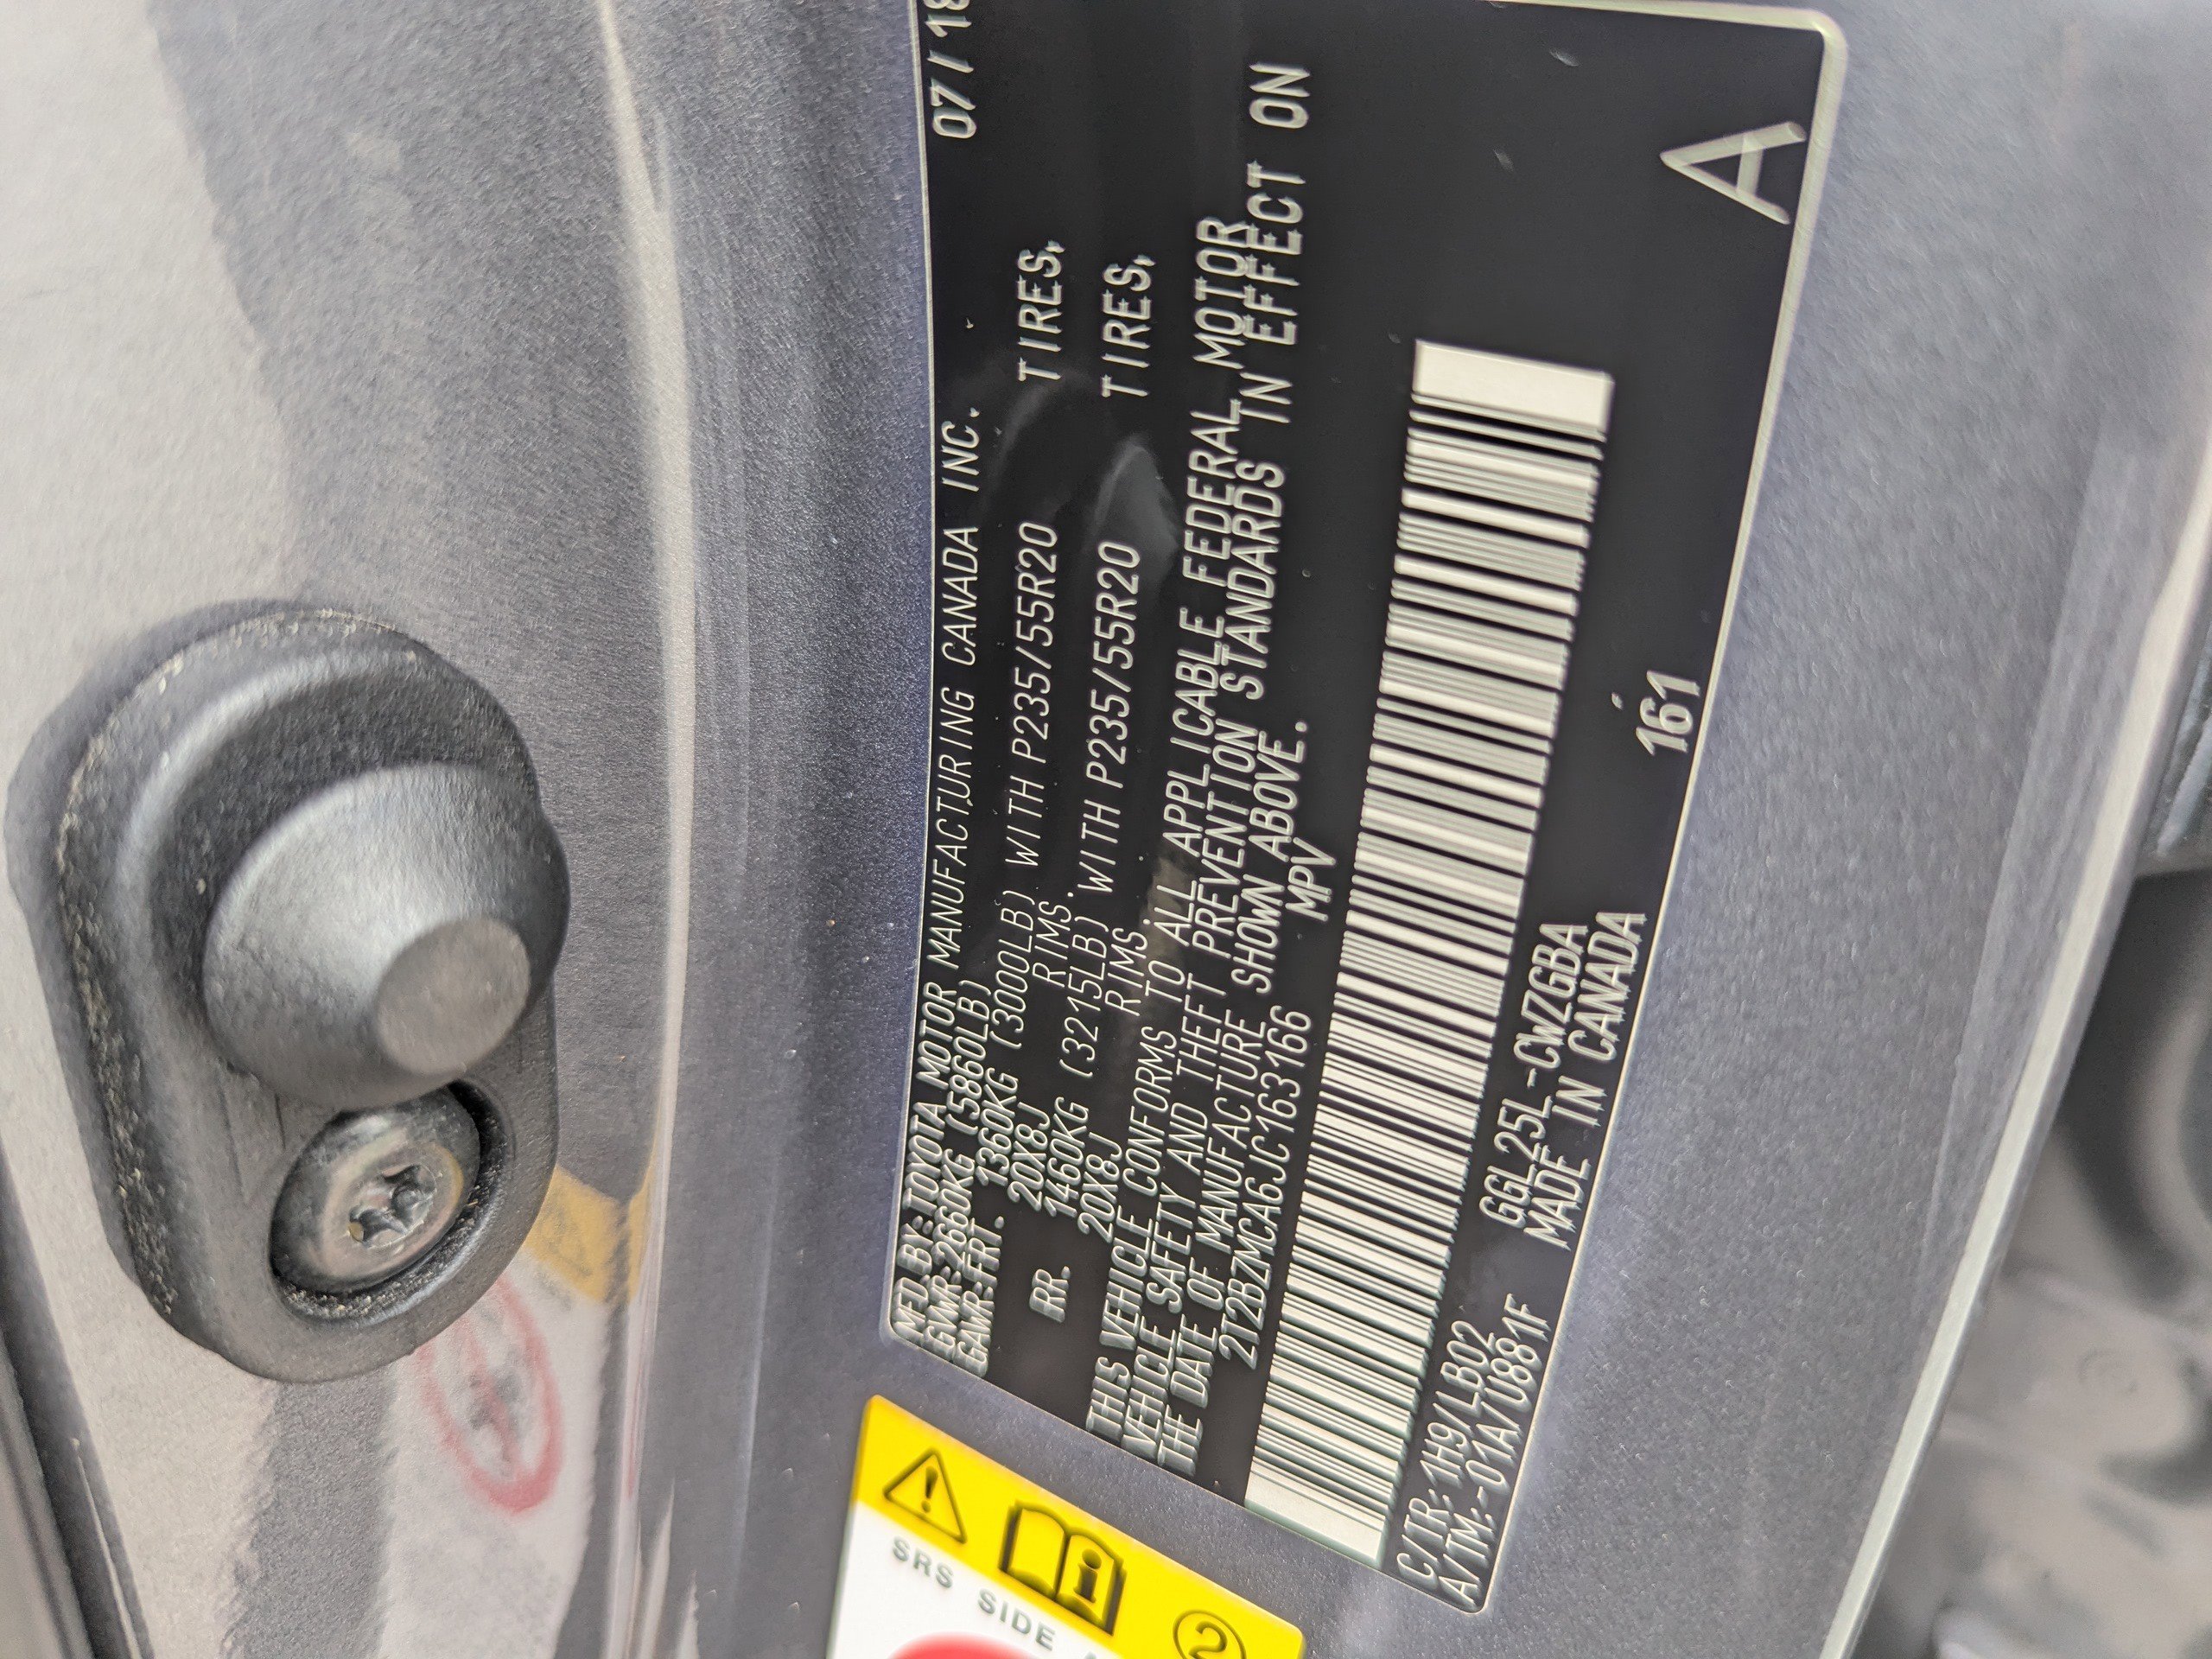 MFD BY: TOYOTA MOTOR MANUFACTURING CANADA INC. 07/18
GVWR: 2660KG (5860LB)
GAWR: FRT. 1360KG (3000LB) WITH P235/55R20 TIRES,
20X8J RIMS.
RR. 1460KG (3215LB) WITH P235/55R20 TIRES,
20X8J RIMS.
THIS VEHICLE CONFORMS TO ALL APPLICABLE FEDERAL MOTOR
VEHICLE SAFETY AND THEFT PREVENTION STANDARDS IN EFFECT ON
THE DATE OF MANUFACTURE SHOWN ABOVE.
2T2BZMCA6JC163166 MPV
C/TR: 1H9/LB02 GGL25L-CWZGBA
A/TM: -01A/U881F MADE IN CANADA
161
A
SRS SIDE
2